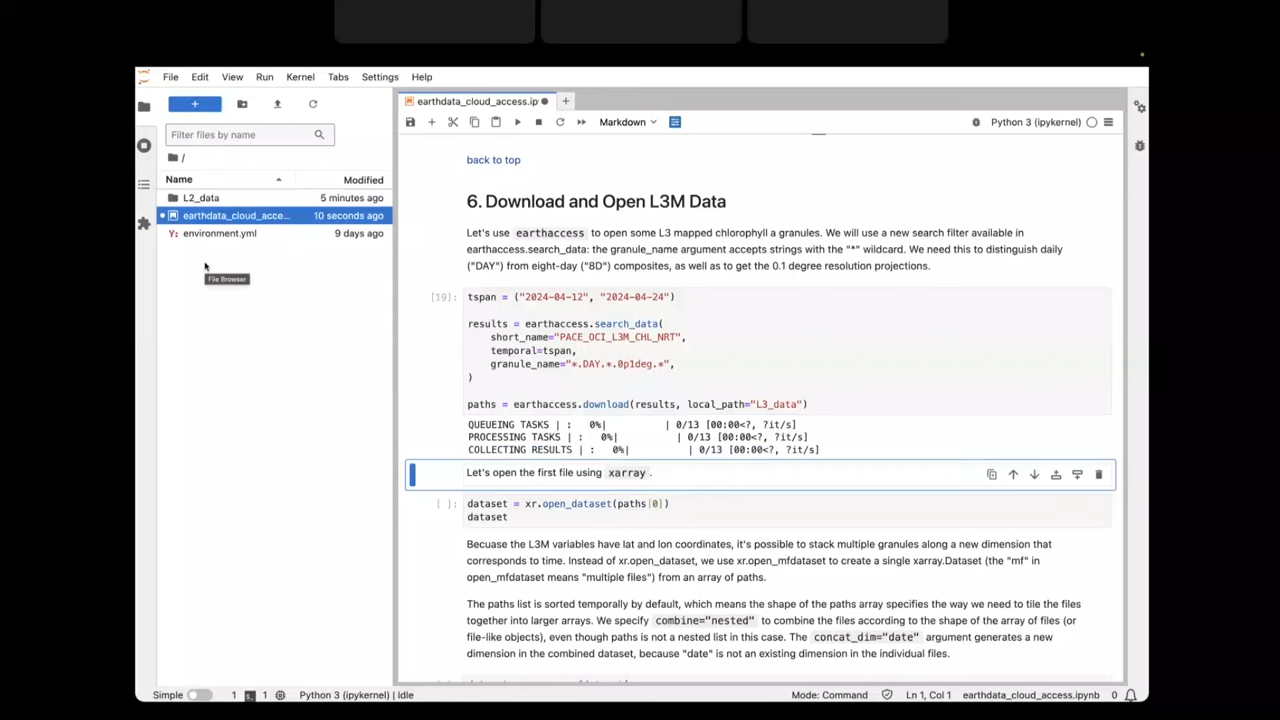 File Edit View Run Kernel Tabs Settings Help
Filter files by name
/
Name Modified
L2_data 5 minutes ago
earthdata_cloud_acce... 10 seconds ago
Y: environment.yml 9 days ago
File Browser
earthdata_cloud_access.ip
Markdown
Python 3 (ipykernel)
back to top
6. Download and Open L3M Data
Let's use earthaccess to open some L3 mapped chlorophyll a granules. We will use a new search filter available in
earthaccess.search_data: the granule_name argument accepts strings with the "*" wildcard. We need this to distinguish daily
("DAY") from eight-day ("8D") composites, as well as to get the 0.1 degree resolution projections.
[19]: tspan = ("2024-04-12", "2024-04-24")
results = earthaccess.search_data(
short_name="PACE_OCI_L3M_CHL_NRT",
temporal=tspan,
granule_name="*.DAY.*.0p1deg.*",
)
paths = earthaccess.download(results, local_path="L3_data")
QUEUEING TASKS | : 0%| | 0/13 [00:00<?, ?it/s]
PROCESSING TASKS | : 0%| | 0/13 [00:00<?, ?it/s]
COLLECTING RESULTS | : 0%| | 0/13 [00:00<?, ?it/s]
Let's open the first file using xarray .
[ ]: dataset = xr.open_dataset(paths[0])
dataset
Becuase the L3M variables have lat and lon coordinates, it's possible to stack multiple granules along a new dimension that
corresponds to time. Instead of xr.open_dataset, we use xr.open_mfdataset to create a single xarray.Dataset (the "mf" in
open_mfdataset means "multiple files") from an array of paths.
The paths list is sorted temporally by default, which means the shape of the paths array specifies the way we need to tile the files
together into larger arrays. We specify combine="nested" to combine the files according to the shape of the array of files (or
file-like objects), even though paths is not a nested list in this case. The concat_dim="date" argument generates a new
dimension in the combined dataset, because "date" is not an existing dimension in the individual files.
Simple 1 1 Python 3 (ipykernel) | Idle Mode: Command Ln 1, Col 1 earthdata_cloud_access.ipynb 0